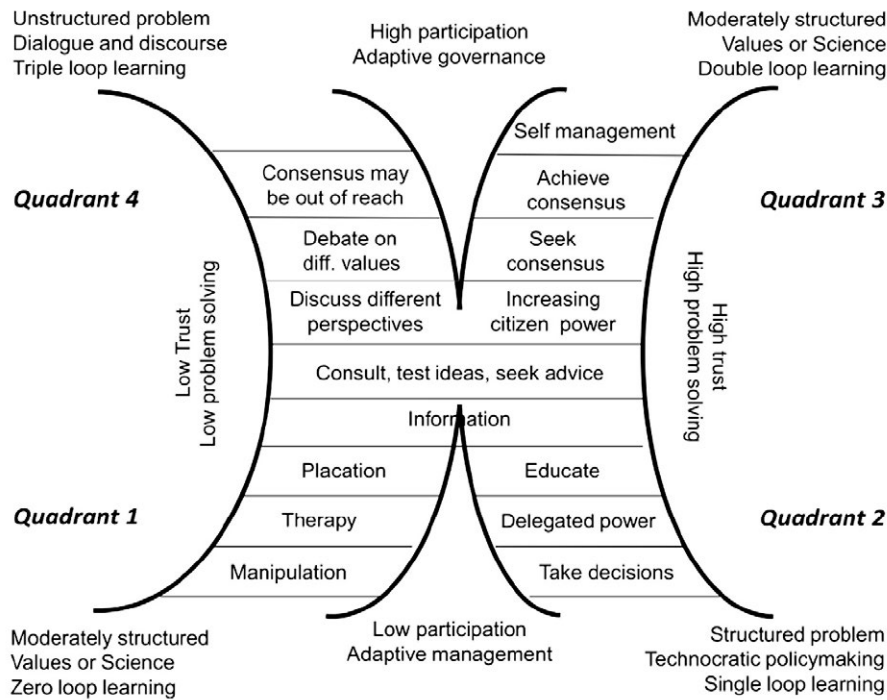 Unstructured problem
Dialogue and discourse
Triple loop learning
High participation
Adaptive governance
Moderately structured
Values or Science
Double loop learning
Self management
Quadrant 4
Consensus may
be out of reach
Achieve
consensus
Quadrant 3
Debate on
diff. values
Seek
consensus
Low Trust
Low problem solving
Discuss different
perspectives
Increasing
citizen power
High trust
High problem solving
Consult, test ideas, seek advice
Information
Placation
Educate
Quadrant 1
Therapy
Delegated power
Quadrant 2
Manipulation
Take decisions
Moderately structured
Values or Science
Zero loop learning
Low participation
Adaptive management
Structured problem
Technocratic policymaking
Single loop learning